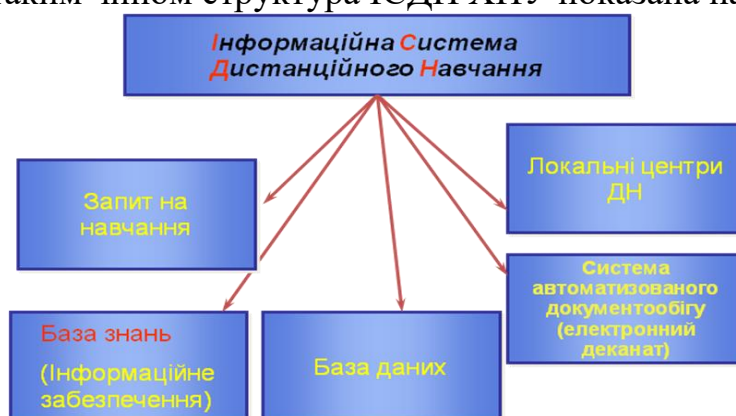 Інформаційна Система
Дистанційного Навчання
Запит на
навчання
Локальні центри
ДН
Система
автоматизованого
документообігу
(електронний
деканат)
База знань
(Інформаційне
забезпечення)
База даних